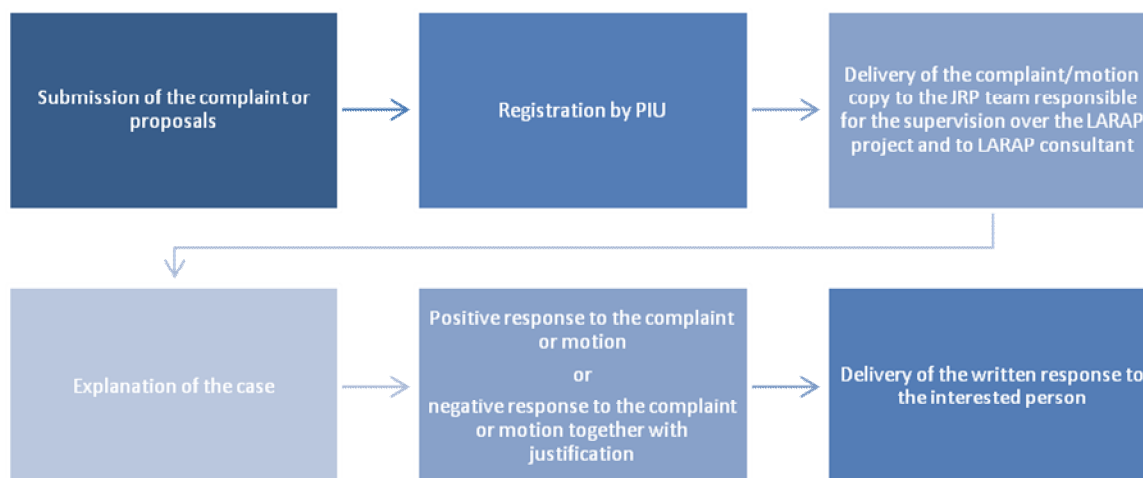 Submission of the complaint or
proposals
Registration by PIU
Delivery of the complaint/motion
copy to the JRP team responsible
for the supervision over the LARAP
project and to LARAP consultant
Explanation of the case
Positive response to the complaint
or motion
or
negative response to the complaint
or motion together with
justification
Delivery of the written response to
the interested person